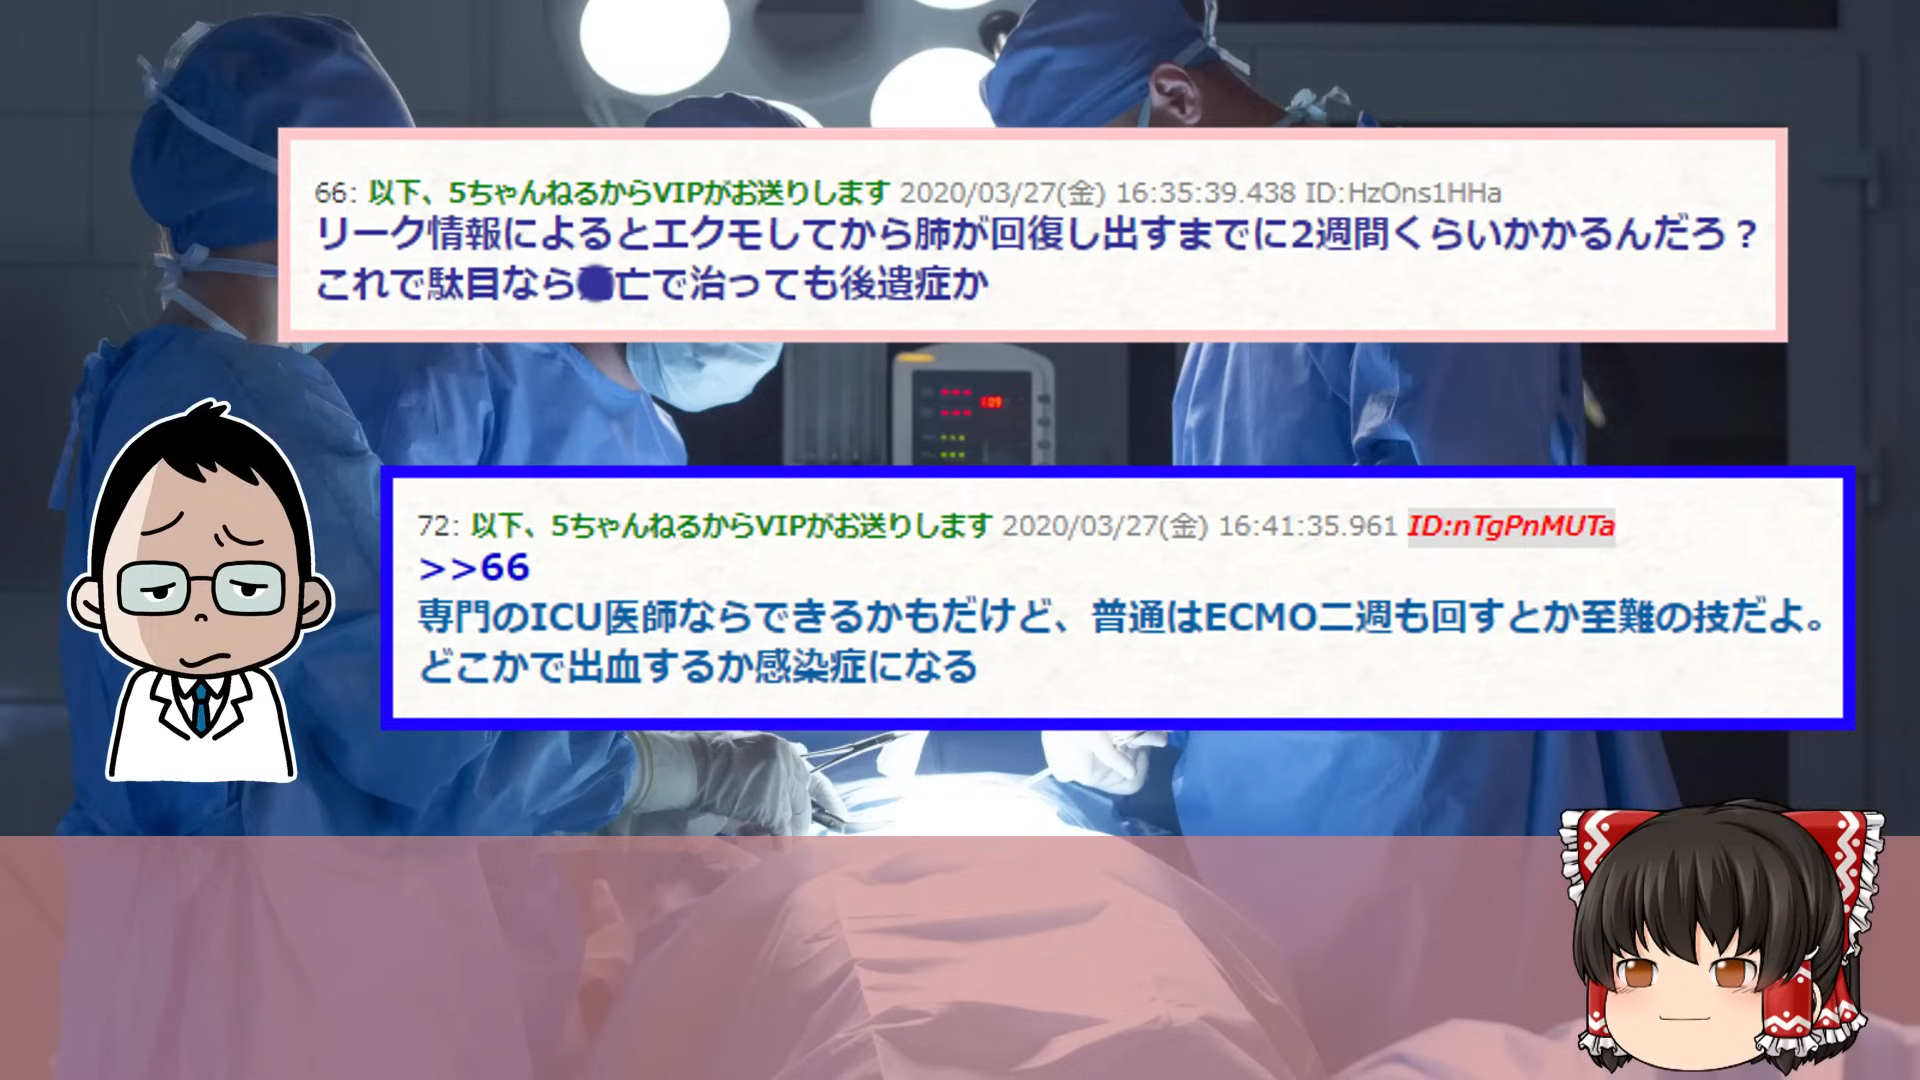 66: 以下、5ちゃんねるからVIPがお送りします 2020/03/27(金) 16:35:39.438 ID:HzOns1HHa
リーク情報によるとエクモしてから肺が回復し出すまでに2週間くらいかかるんだろ？
これで駄目なら●亡で治っても後遺症か
109
72: 以下、5ちゃんねるからVIPがお送りします 2020/03/27(金) 16:41:35.961 ID:nTgPnMUTa
>>66
専門のICU医師ならできるかもだけど、普通はECMO二週も回すとか至難の技だよ。
どこかで出血するか感染症になる